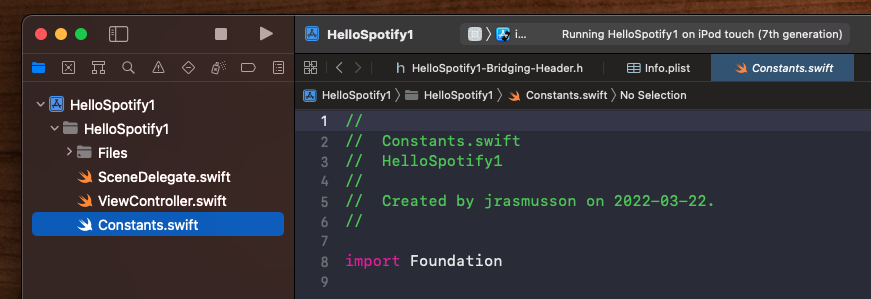 HelloSpotify1
i...
Running HelloSpotify1 on iPod touch (7th generation)
h HelloSpotify1-Bridging-Header.h
Info.plist
Constants.swift
HelloSpotify1 〉 HelloSpotify1 〉 Constants.swift 〉 No Selection
HelloSpotify1
HelloSpotify1
Files
SceneDelegate.swift
ViewController.swift
Constants.swift
1 //
2 //  Constants.swift
3 //  HelloSpotify1
4 //
5 //  Created by jrasmusson on 2022-03-22.
6 //
7
8 import Foundation
9